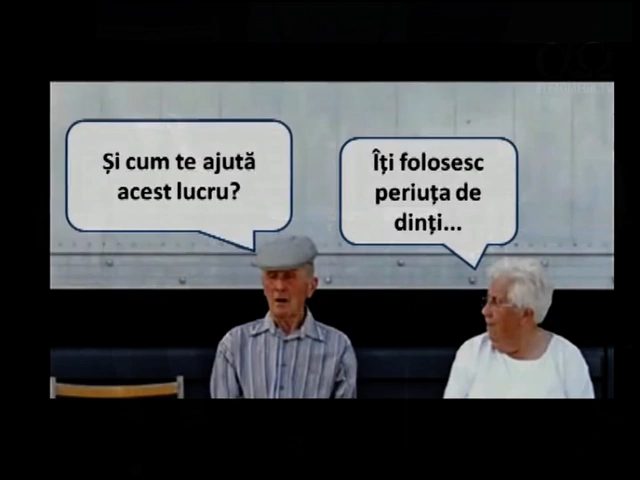 Și cum te ajută
acest lucru?
Îți folosesc
periuța de
dinți...